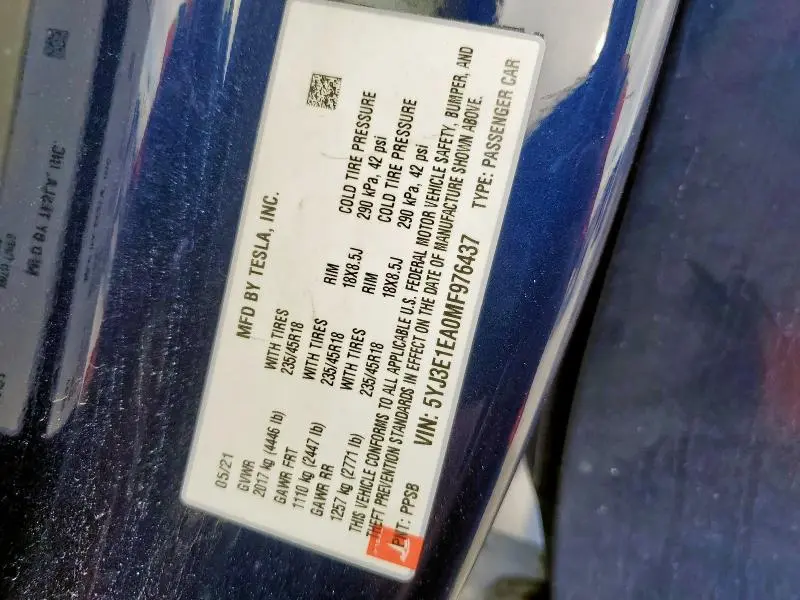 MFD BY TESLA, INC.
05/21
GVWR
2017 kg (4446 lb) WITH TIRES 235/45R18 RIM 18X8.5J COLD TIRE PRESSURE 290 kPa, 42 psi
GAWR FRT
1110 kg (2447 lb) WITH TIRES 235/45R18 RIM 18X8.5J COLD TIRE PRESSURE 290 kPa, 42 psi
GAWR RR
1257 kg (2771 lb) WITH TIRES 235/45R18
THIS VEHICLE CONFORMS TO ALL APPLICABLE U.S. FEDERAL MOTOR VEHICLE SAFETY, BUMPER, AND
THEFT PREVENTION STANDARDS IN EFFECT ON THE DATE OF MANUFACTURE SHOWN ABOVE.
VIN: 5YJ3E1EA0MF976437 TYPE: PASSENGER CAR
PNT: PPSB